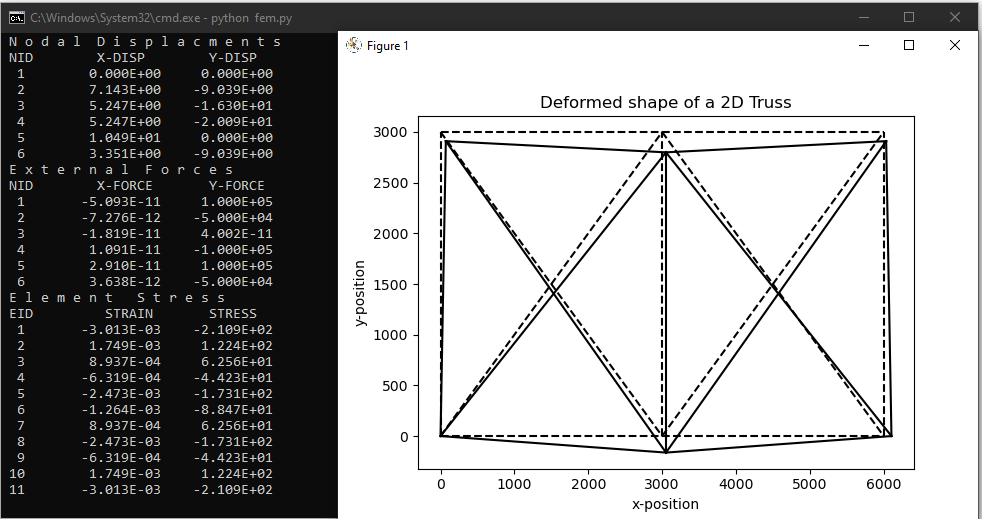 C:\Windows\System32\cmd.exe - python fem.py
N o d a l  D i s p l a c m e n t s
NID X-DISP Y-DISP
1 0.000E+00 0.000E+00
2 7.143E+00 -9.039E+00
3 5.247E+00 -1.630E+01
4 5.247E+00 -2.009E+01
5 1.049E+01 0.000E+00
6 3.351E+00 -9.039E+00
E x t e r n a l  F o r c e s
NID X-FORCE Y-FORCE
1 -5.093E-11 1.000E+05
2 -7.276E-12 -5.000E+04
3 -1.819E-11 4.002E-11
4 1.091E-11 -1.000E+05
5 2.910E-11 1.000E+05
6 3.638E-12 -5.000E+04
E l e m e n t  S t r e s s
EID STRAIN STRESS
1 -3.013E-03 -2.109E+02
2 1.749E-03 1.224E+02
3 8.937E-04 6.256E+01
4 -6.319E-04 -4.423E+01
5 -2.473E-03 -1.731E+02
6 -1.264E-03 -8.847E+01
7 8.937E-04 6.256E+01
8 -2.473E-03 -1.731E+02
9 -6.319E-04 -4.423E+01
10 1.749E-03 1.224E+02
11 -3.013E-03 -2.109E+02
Figure 1
Deformed shape of a 2D Truss
3000
2500
2000
1500
1000
500
0
y-position
0 1000 2000 3000 4000 5000 6000
x-position